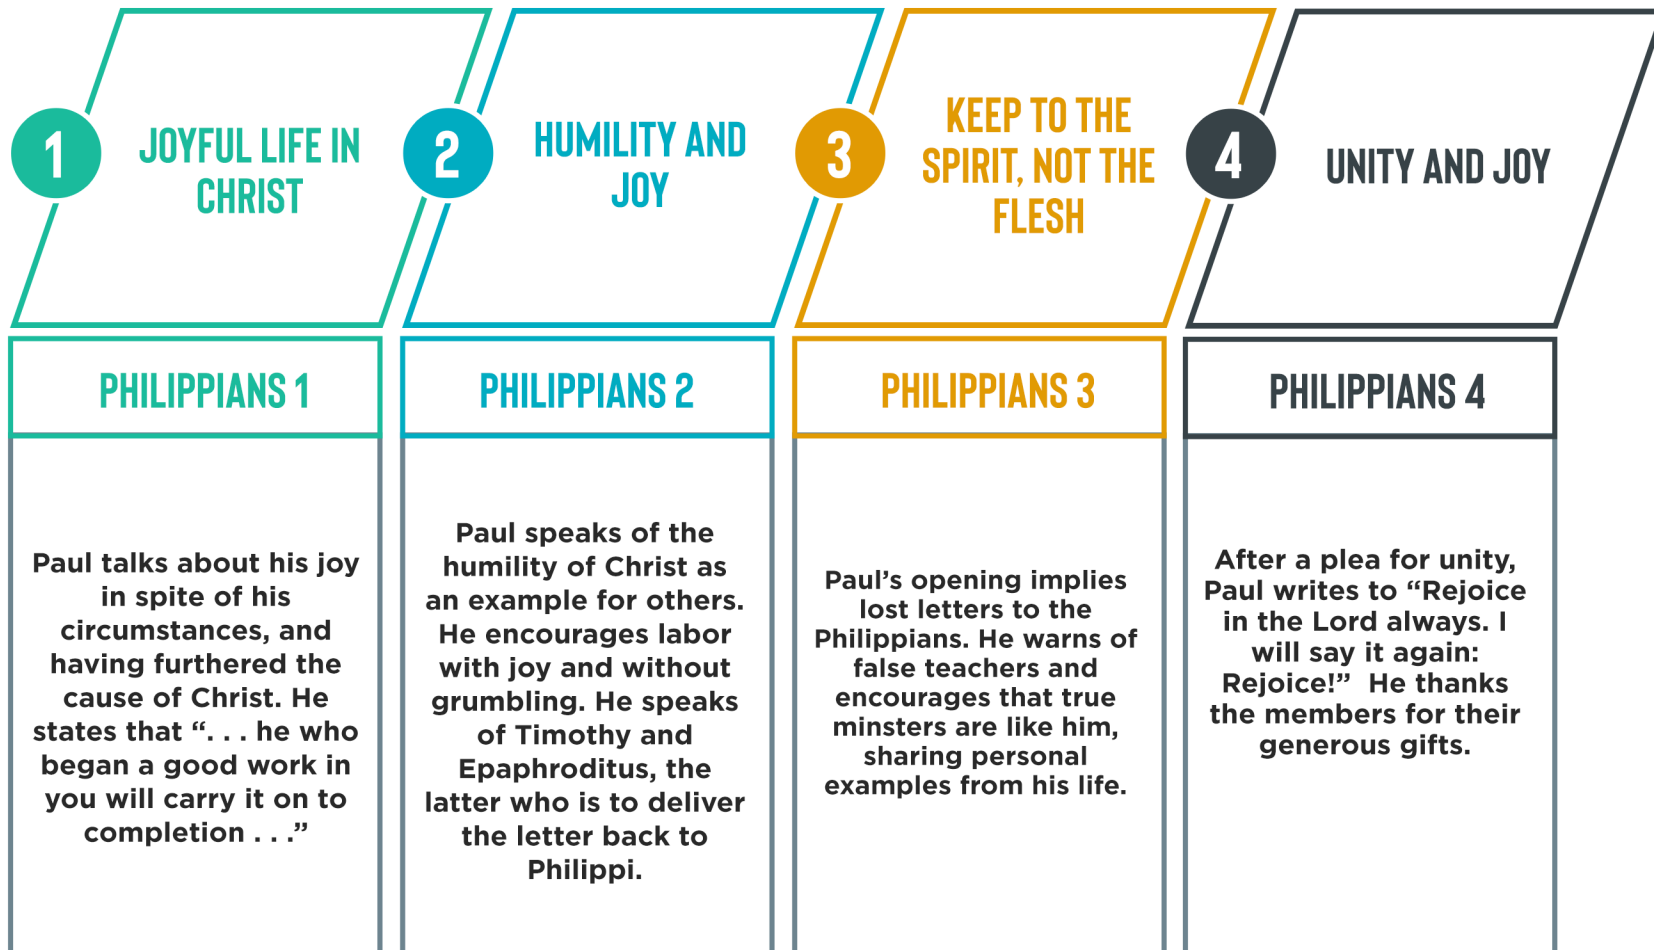 1
JOYFUL LIFE IN
CHRIST
2
HUMILITY AND
JOY
3
KEEP TO THE
SPIRIT, NOT THE
FLESH
4
UNITY AND JOY
PHILIPPIANS 1
PHILIPPIANS 2
PHILIPPIANS 3
PHILIPPIANS 4
Paul talks about his joy
in spite of his
circumstances, and
having furthered the
cause of Christ. He
states that “. . . he who
began a good work in
you will carry it on to
completion . . .”
Paul speaks of the
humility of Christ as
an example for others.
He encourages labor
with joy and without
grumbling. He speaks
of Timothy and
Epaphroditus, the
latter who is to deliver
the letter back to
Philippi.
Paul’s opening implies
lost letters to the
Philippians. He warns of
false teachers and
encourages that true
minsters are like him,
sharing personal
examples from his life.
After a plea for unity,
Paul writes to “Rejoice
in the Lord always. I
will say it again:
Rejoice!”  He thanks
the members for their
generous gifts.